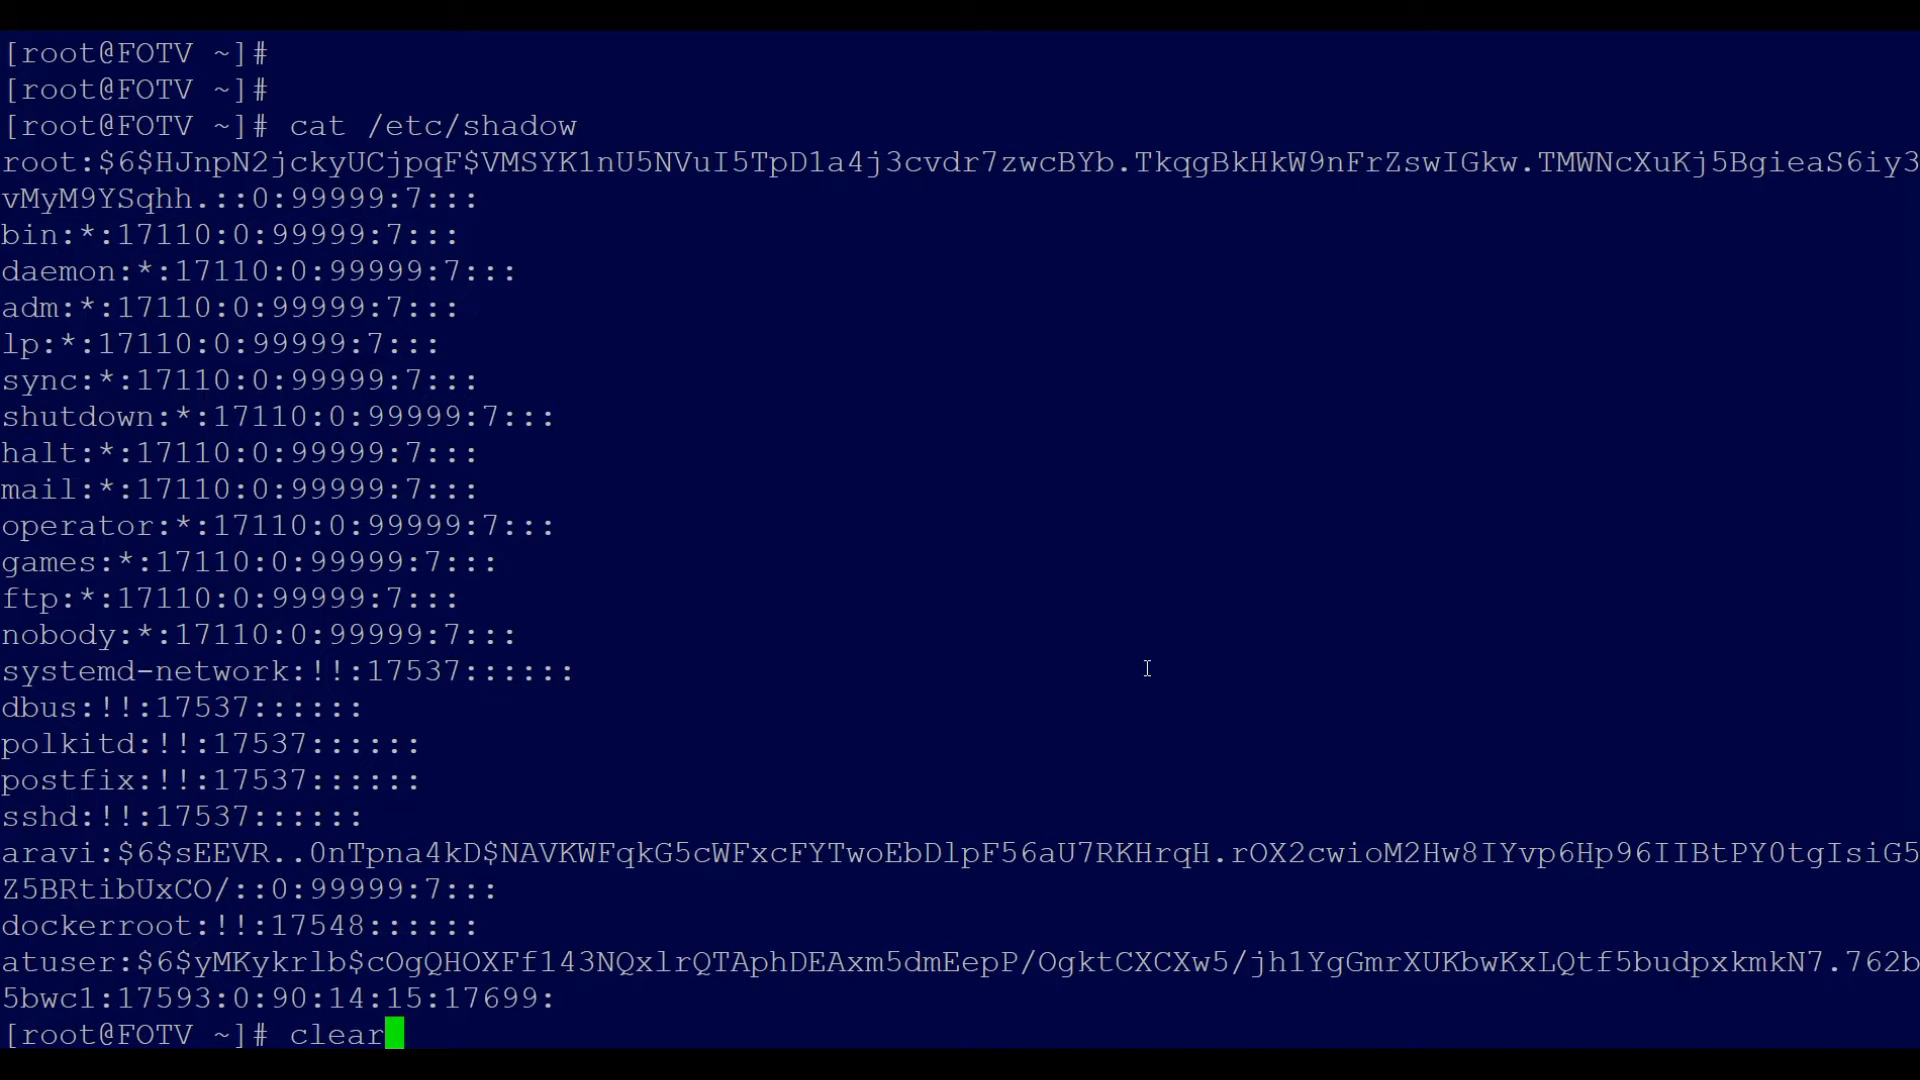 [root@FOTV ~]#
[root@FOTV ~]#
[root@FOTV ~]# cat /etc/shadow
root:$6$HJnpN2jckyUCjpqF$VMSYK1nU5NVuI5TpD1a4j3cvdr7zwcBYb.TkqgBkHkW9nFrZswIGkw.TMWNcXuKj5BgieaS6iy3
vMyM9YSqhh.::0:99999:7:::
bin:*:17110:0:99999:7:::
daemon:*:17110:0:99999:7:::
adm:*:17110:0:99999:7:::
lp:*:17110:0:99999:7:::
sync:*:17110:0:99999:7:::
shutdown:*:17110:0:99999:7:::
halt:*:17110:0:99999:7:::
mail:*:17110:0:99999:7:::
operator:*:17110:0:99999:7:::
games:*:17110:0:99999:7:::
ftp:*:17110:0:99999:7:::
nobody:*:17110:0:99999:7:::
systemd-network:!!:17537::::::
dbus:!!:17537::::::
polkitd:!!:17537::::::
postfix:!!:17537::::::
sshd:!!:17537::::::
aravi:$6$sEEVR..0nTpna4kD$NAVKWFqkG5cWFxcFYTwoEbDlpF56aU7RKHrqH.rOX2cwioM2Hw8IYvp6Hp96IIBtPY0tgIsiG5
Z5BRtibUxCO/::0:99999:7:::
dockerroot:!!:17548::::::
atuser:$6$yMKykrlb$cOgQHOXFf143NQxlrQTAphDEAxm5dmEepP/OgktCXCXw5/jh1YgGmrXUKbwKxLQtf5budpxkmkN7.762b
5bwc1:17593:0:90:14:15:17699:
[root@FOTV ~]# clear